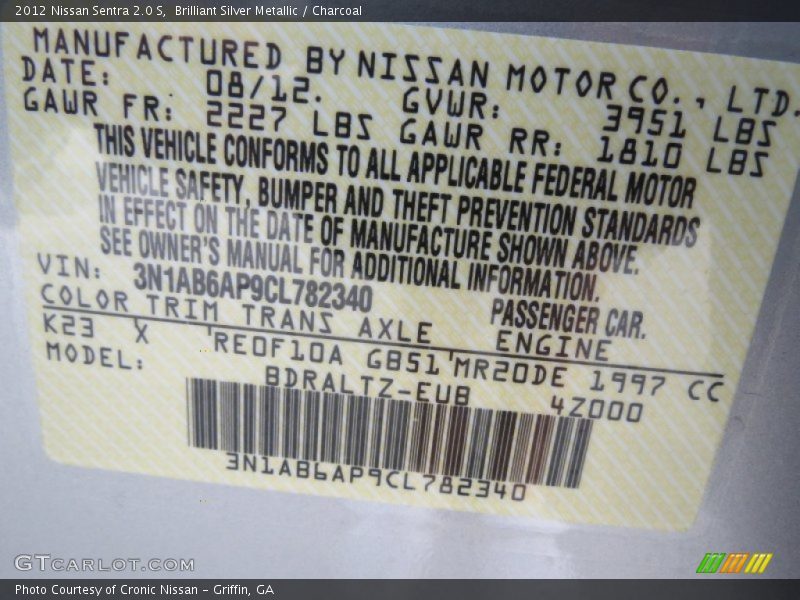 2012 Nissan Sentra 2.0 S, Brilliant Silver Metallic / Charcoal
MANUFACTURED BY NISSAN MOTOR CO., LTD.
DATE: 08/12. GVWR: 3951 LBS
GAWR FR: 2227 LBS GAWR RR: 1810 LBS
THIS VEHICLE CONFORMS TO ALL APPLICABLE FEDERAL MOTOR
VEHICLE SAFETY, BUMPER AND THEFT PREVENTION STANDARDS
IN EFFECT ON THE DATE OF MANUFACTURE SHOWN ABOVE.
SEE OWNER'S MANUAL FOR ADDITIONAL INFORMATION.
VIN: 3N1AB6AP9CL782340 PASSENGER CAR.
COLOR TRIM TRANS AXLE ENGINE
K23 X RE0F10A GB51 MR20DE 1997 CC
MODEL: BDRALTZ-EUB 4Z000
3N1AB6AP9CL782340
GTCARLOT.COM
Photo Courtesy of Cronic Nissan – Griffin, GA